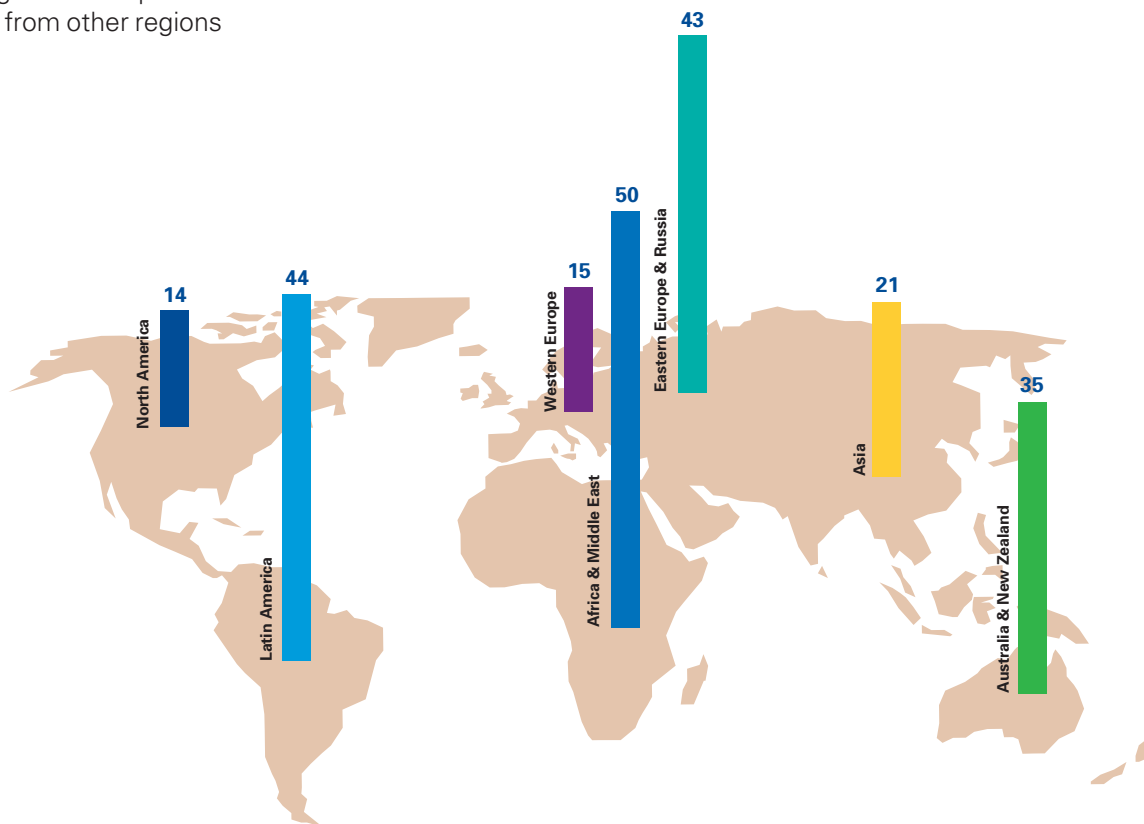 from other regions
43
50
44
14
15
21
35
North America
Latin America
Western Europe
Africa & Middle East
Eastern Europe & Russia
Asia
Australia & New Zealand